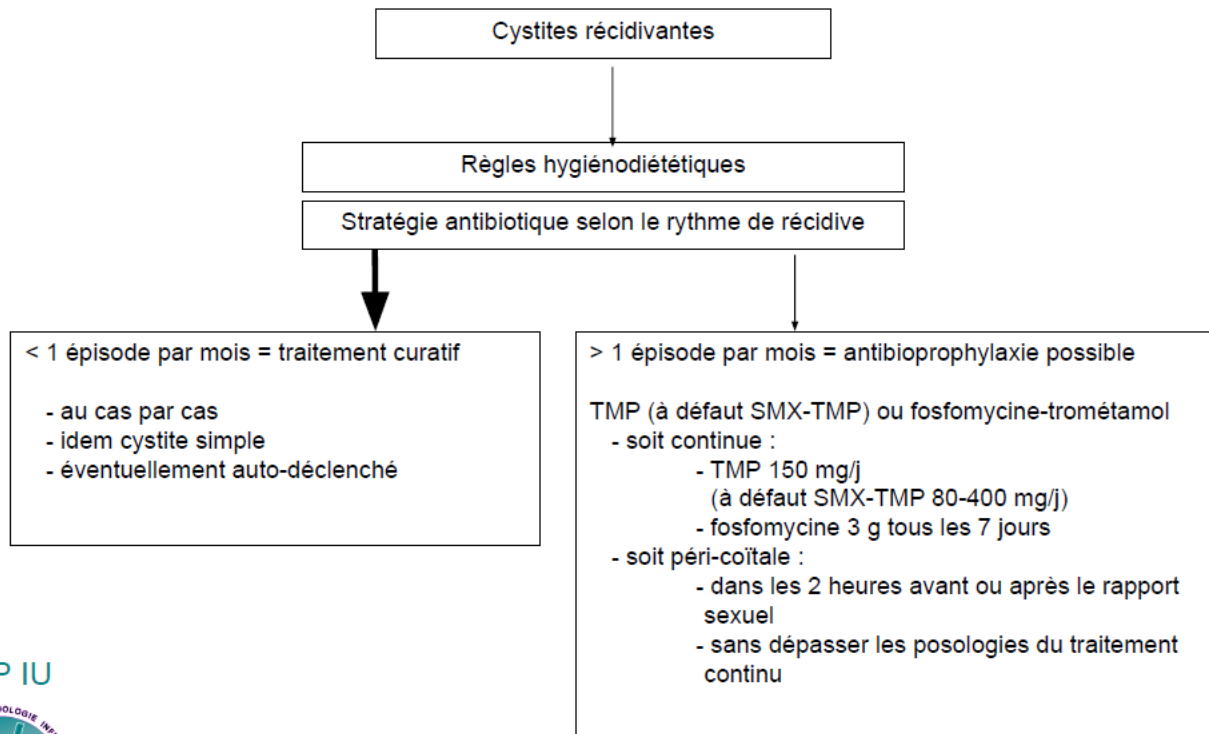 Cystites récidivantes
Règles hygiénodiététiques
Stratégie antibiotique selon le rythme de récidive
< 1 épisode par mois = traitement curatif
- au cas par cas
- idem cystite simple
- éventuellement auto-déclenché
> 1 épisode par mois = antibioprophylaxie possible
TMP (à défaut SMX-TMP) ou fosfomycine-trométamol
- soit continue :
- TMP 150 mg/j
(à défaut SMX-TMP 80-400 mg/j)
- fosfomycine 3 g tous les 7 jours
- soit péri-coïtale :
- dans les 2 heures avant ou après le rapport
sexuel
- sans dépasser les posologies du traitement
continu
IU